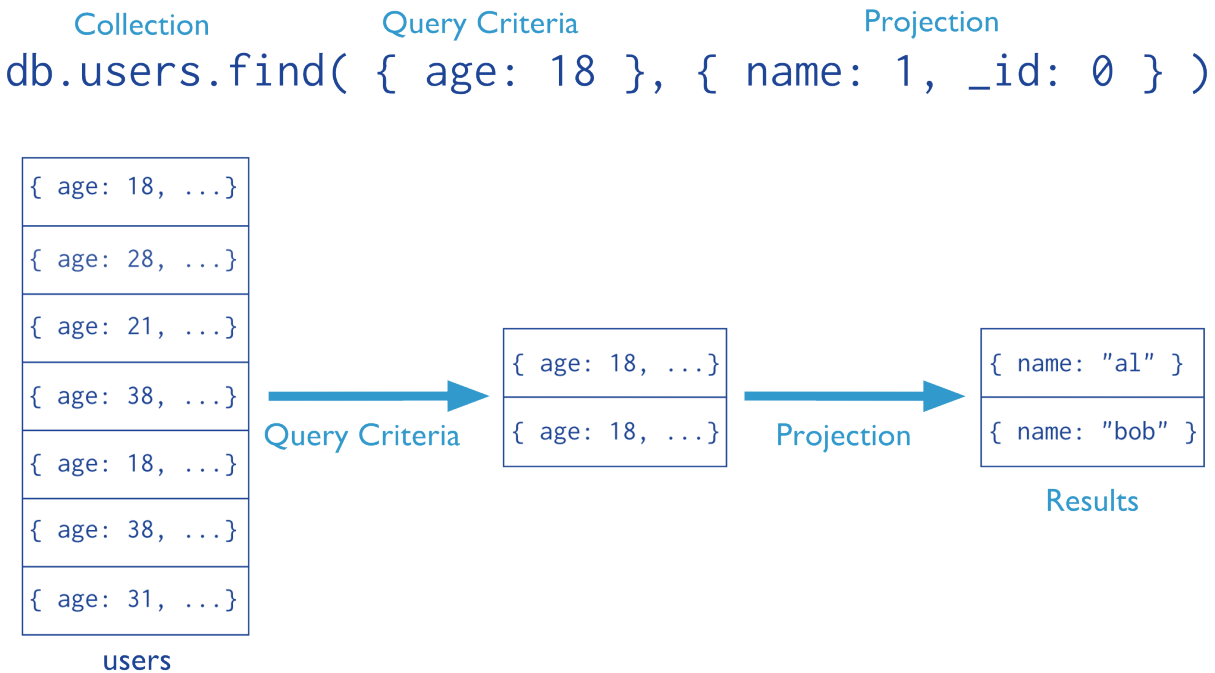 Collection Query Criteria Projection
db.users.find( { age: 18 }, { name: 1, _id: 0 } )
{ age: 18, ...}
{ age: 28, ...}
{ age: 21, ...}
{ age: 38, ...}
{ age: 18, ...}
{ age: 38, ...}
{ age: 31, ...}
users
Query Criteria
{ age: 18, ...}
{ age: 18, ...}
Projection
{ name: "al" }
{ name: "bob" }
Results